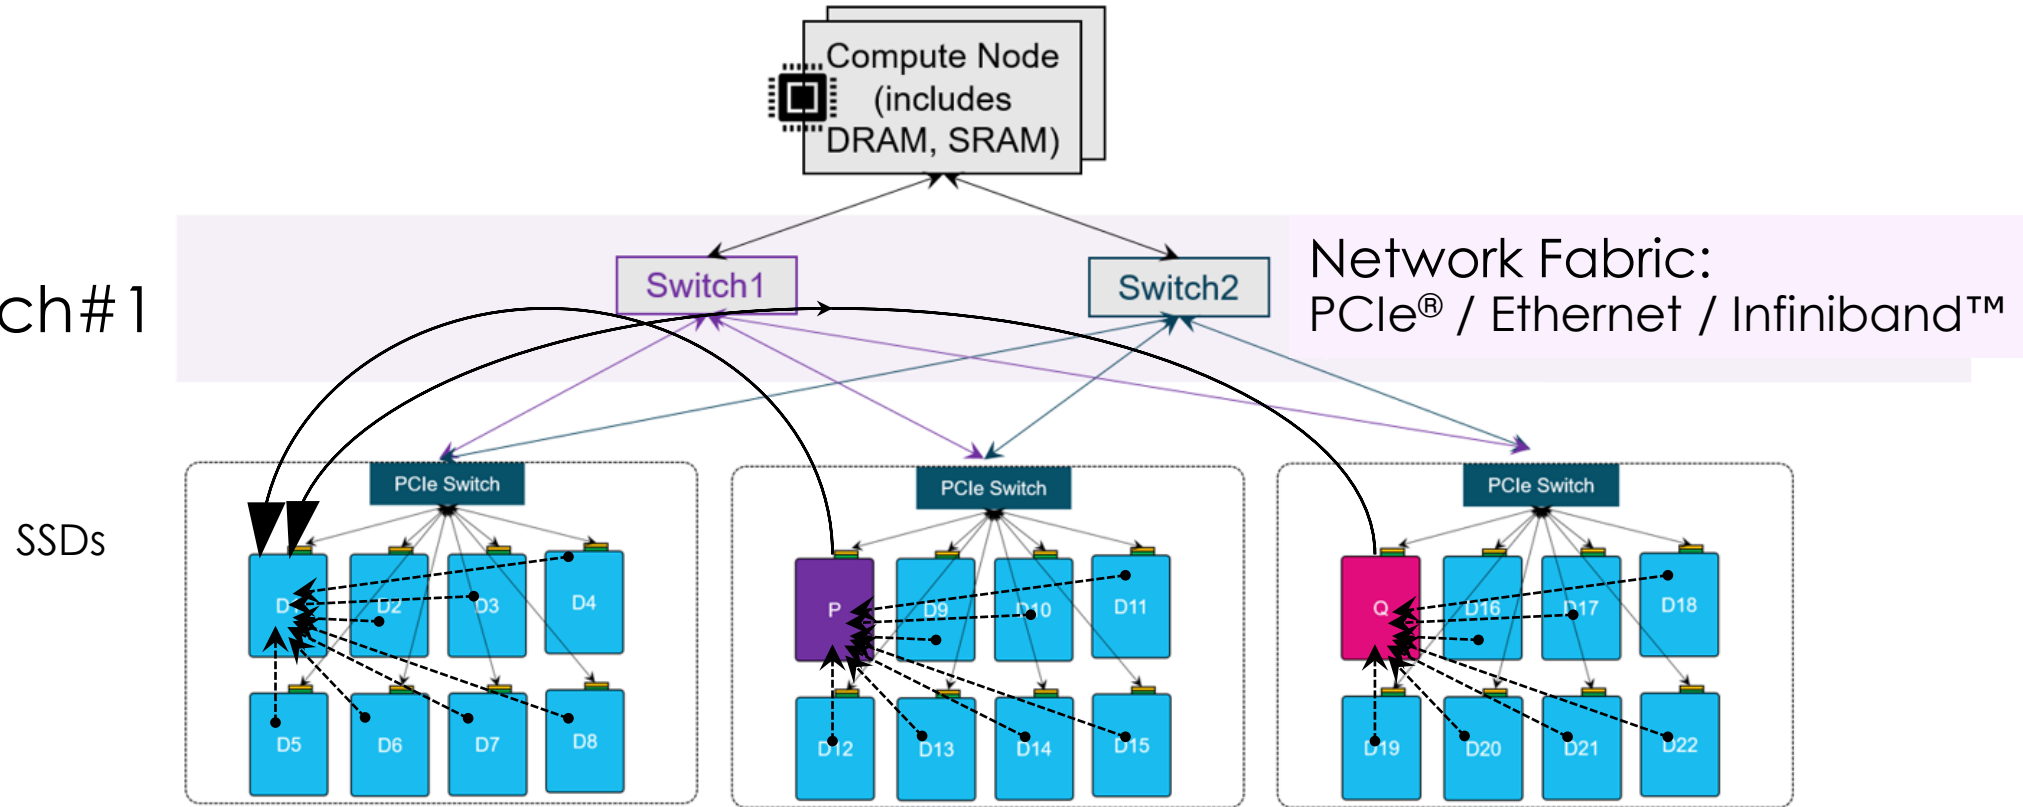 Compute Node
(includes
DRAM, SRAM)
Switch1
Switch2
Network Fabric:
PCIe® / Ethernet / Infiniband™
ch#1
PCIe Switch
PCIe Switch
PCIe Switch
SSDs
D2
D3
D4
P
D9
D10
D11
Q
D16
D17
D18
D5
D6
D7
D8
D12
D13
D14
D15
D19
D20
D21
D22